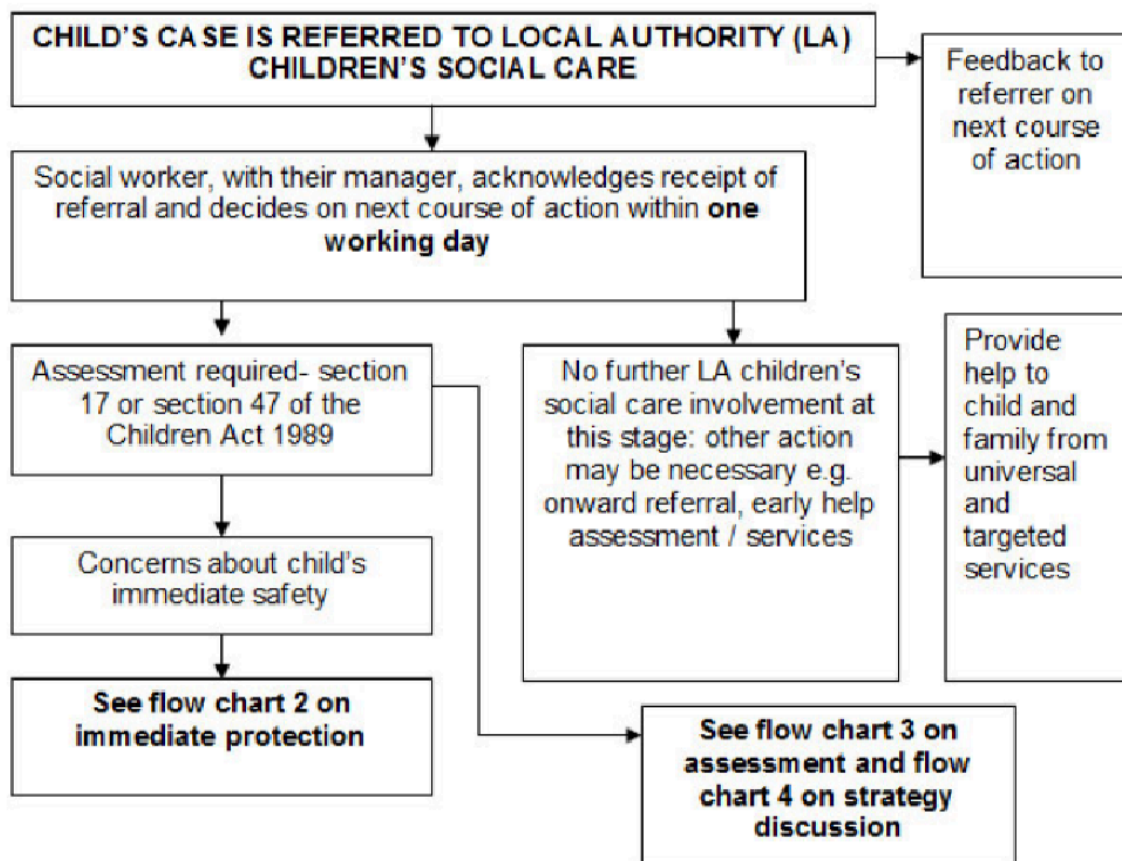 CHILD'S CASE IS REFERRED TO LOCAL AUTHORITY (LA)
CHILDREN'S SOCIAL CARE
Feedback to
referrer on
next course
of action
Social worker, with their manager, acknowledges receipt of
referral and decides on next course of action within one
working day
Assessment required- section
17 or section 47 of the
Children Act 1989
No further LA children's
social care involvement at
this stage: other action
may be necessary e.g.
onward referral, early help
assessment / services
Provide
help to
child and
family from
universal
and
targeted
services
Concerns about child's
immediate safety
See flow chart 2 on
immediate protection
See flow chart 3 on
assessment and flow
chart 4 on strategy
discussion